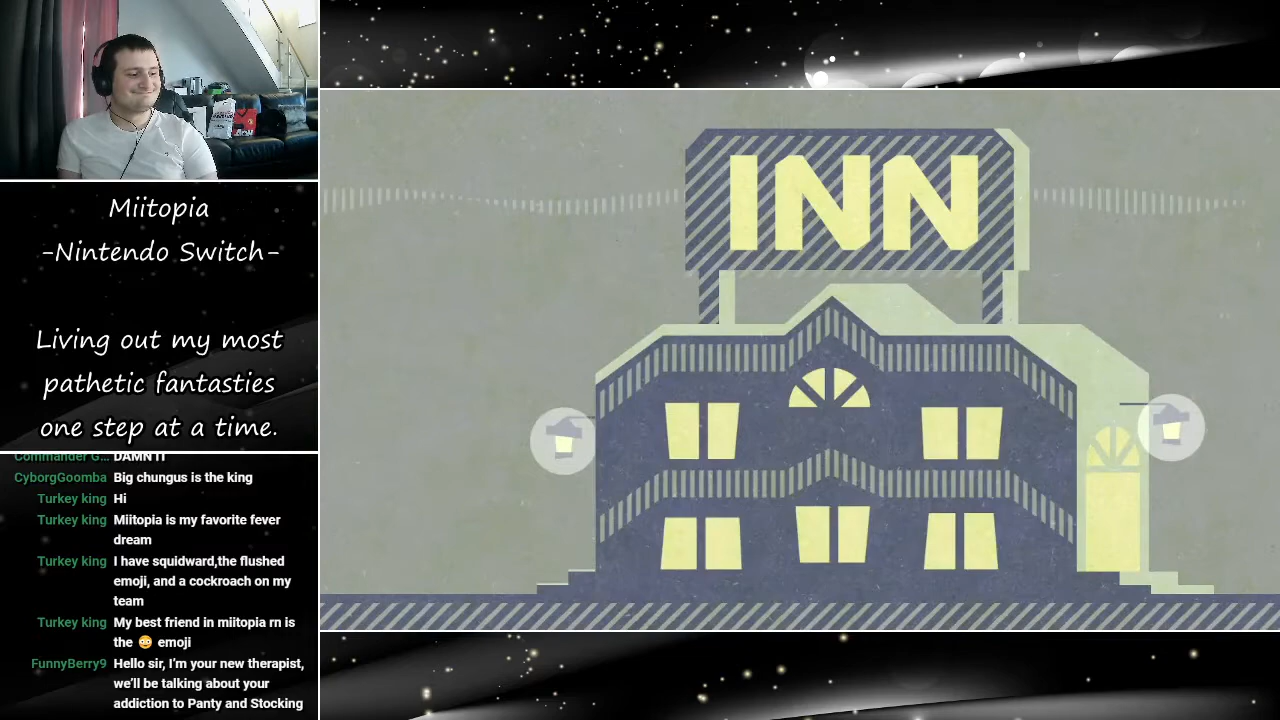 INN
Miitopia
-Nintendo Switch-
Living out my most
pathetic fantasties
one step at a time.
Commander G... DAMN IT
CyborgGoomba Big chungus is the king
Turkey king Hi
Turkey king Miitopia is my favorite fever
dream
Turkey king I have squidward,the flushed
emoji, and a cockroach on my
team
Turkey king My best friend in miitopia rn is
the 😳 emoji
FunnyBerry9 Hello sir, I'm your new therapist,
we'll be talking about your
addiction to Panty and Stocking